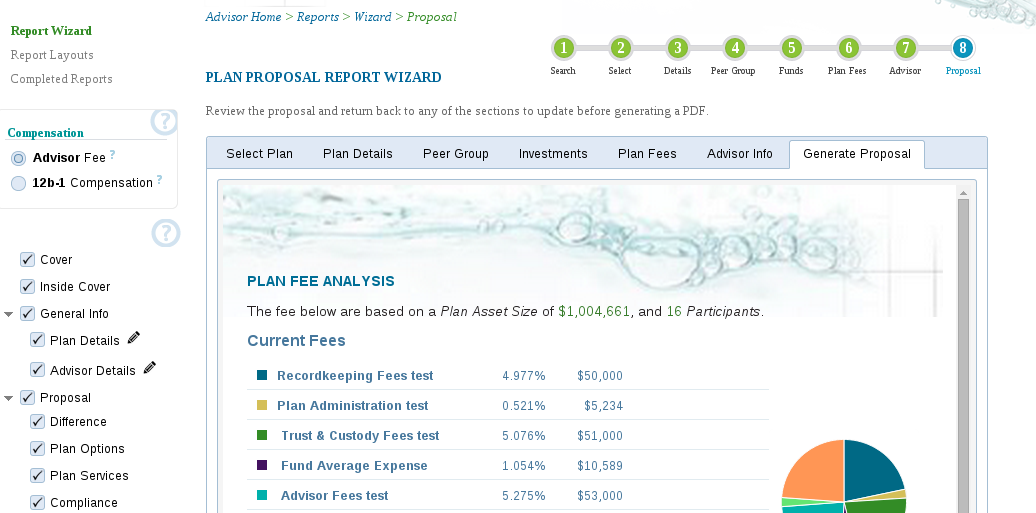 Advisor Home > Reports > Wizard > Proposal
Report Wizard
Report Layouts
Completed Reports
1 2 3 4 5 6 7 8
Search Select Details Peer Group Funds Plan Fees Advisor Proposal
PLAN PROPOSAL REPORT WIZARD
Review the proposal and return back to any of the sections to update before generating a PDF.
Compensation ?
Advisor Fee ?
12b-1 Compensation ?
?
Cover
Inside Cover
General Info
Plan Details
Advisor Details
Proposal
Difference
Plan Options
Plan Services
Compliance
Select Plan Plan Details Peer Group Investments Plan Fees Advisor Info Generate Proposal
PLAN FEE ANALYSIS
The fee below are based on a Plan Asset Size of $1,004,661, and 16 Participants.
Current Fees
Recordkeeping Fees test 4.977% $50,000
Plan Administration test 0.521% $5,234
Trust & Custody Fees test 5.076% $51,000
Fund Average Expense 1.054% $10,589
Advisor Fees test 5.275% $53,000